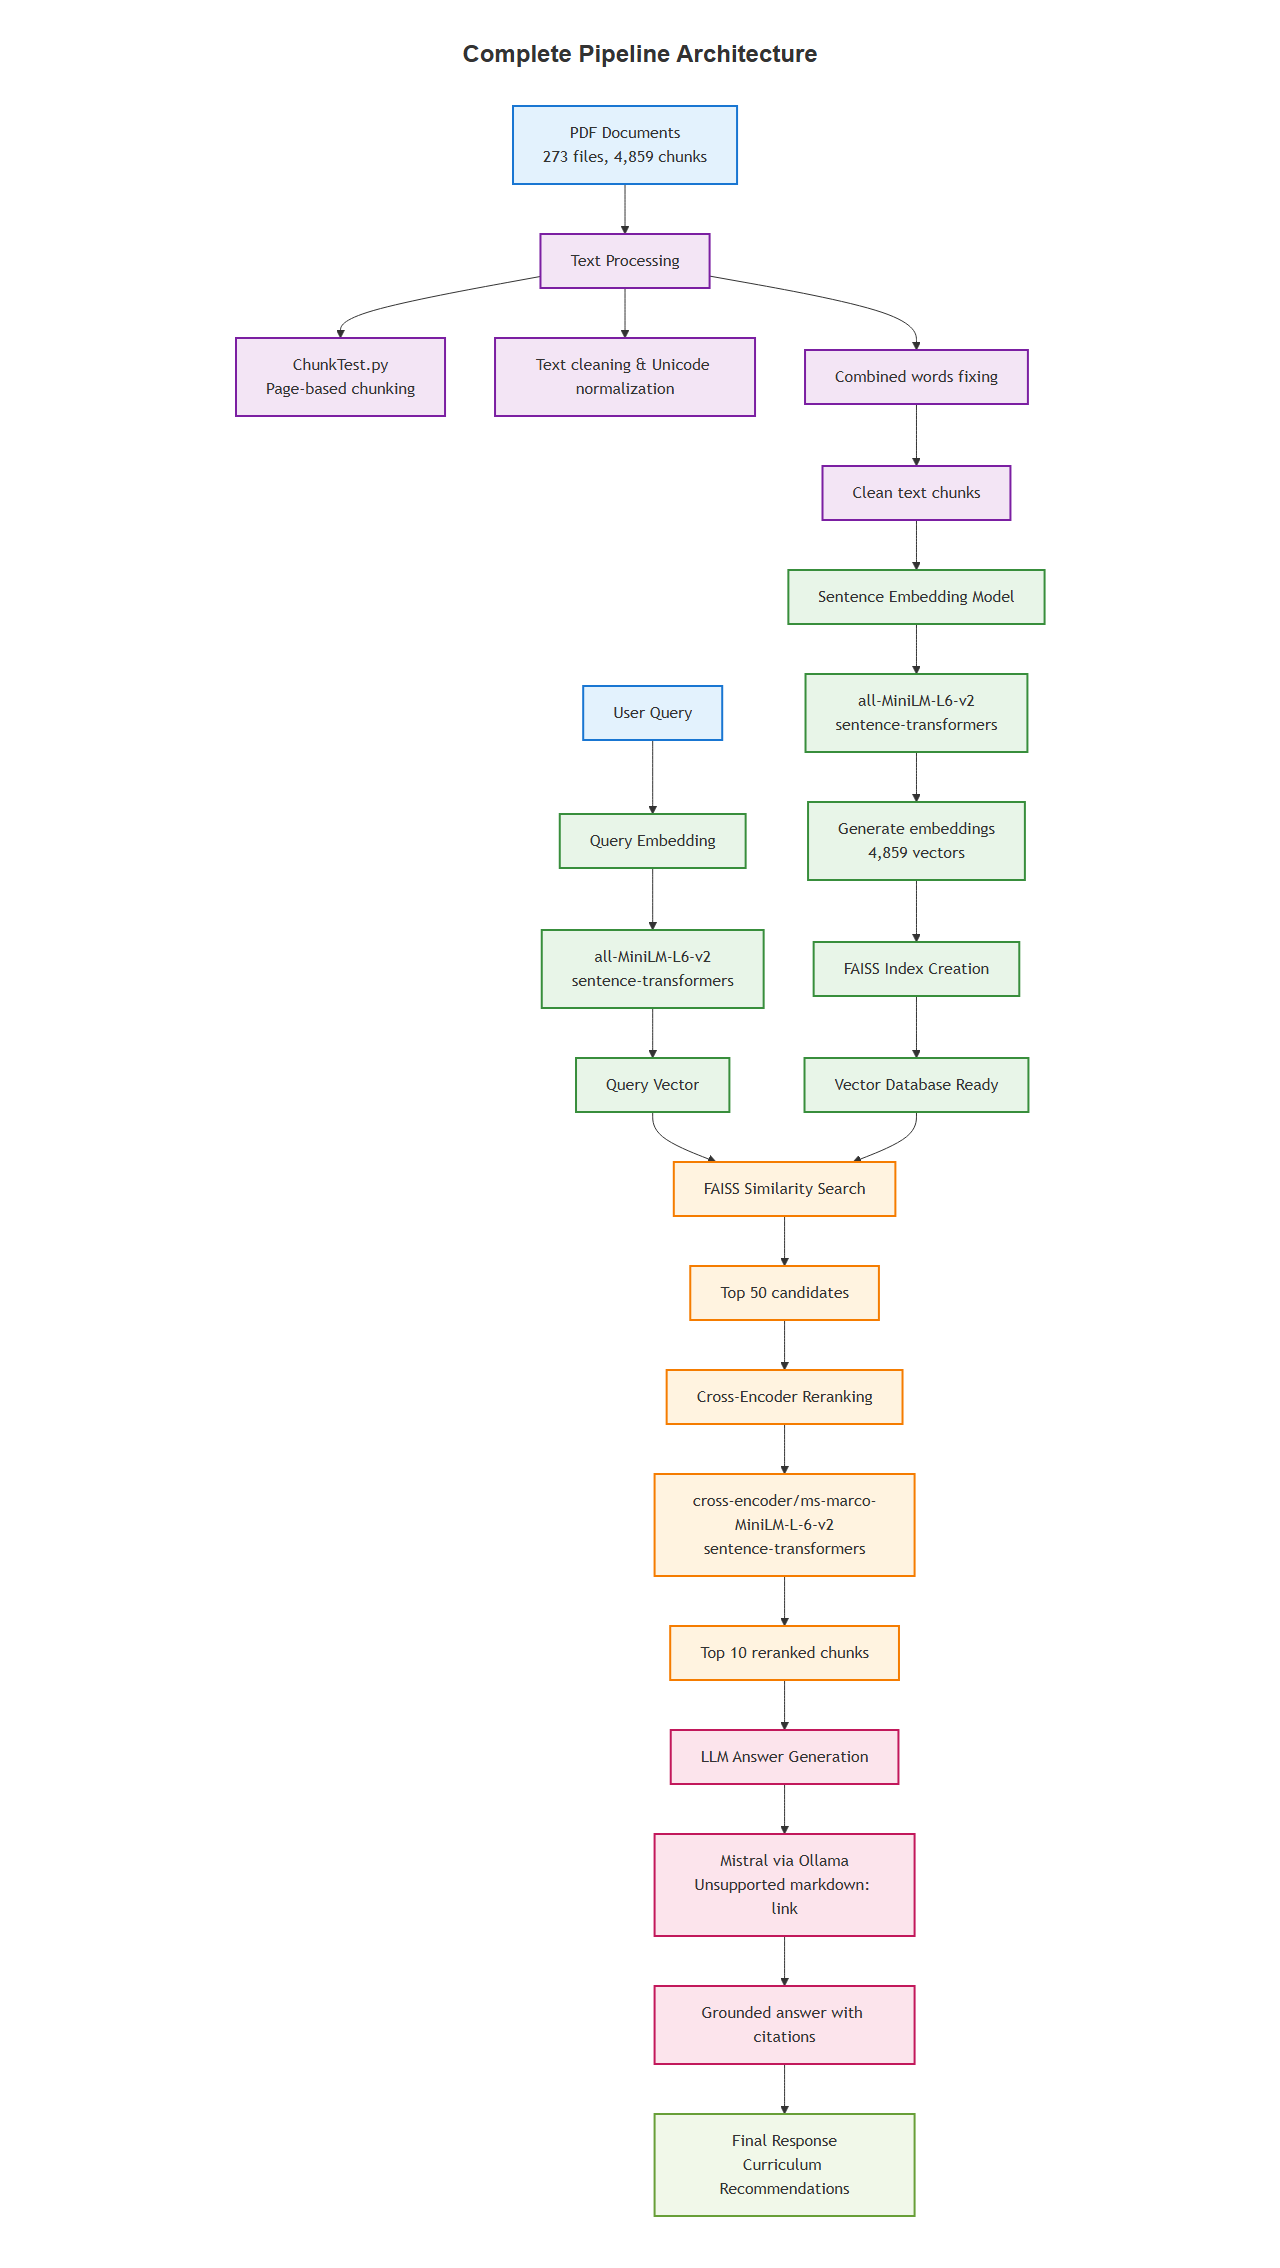 Complete Pipeline Architecture
PDF Documents
273 files, 4,859 chunks
Text Processing
ChunkTest.py
Page-based chunking
Text cleaning & Unicode
normalization
Combined words fixing
Clean text chunks
Sentence Embedding Model
all-MiniLM-L6-v2
sentence-transformers
User Query
Generate embeddings
4,859 vectors
Query Embedding
all-MiniLM-L6-v2
sentence-transformers
FAISS Index Creation
Query Vector
Vector Database Ready
FAISS Similarity Search
Top 50 candidates
Cross-Encoder Reranking
cross-encoder/ms-marco-
MiniLM-L-6-v2
sentence-transformers
Top 10 reranked chunks
LLM Answer Generation
Mistral via Ollama
Unsupported markdown:
link
Grounded answer with
citations
Final Response
Curriculum
Recommendations